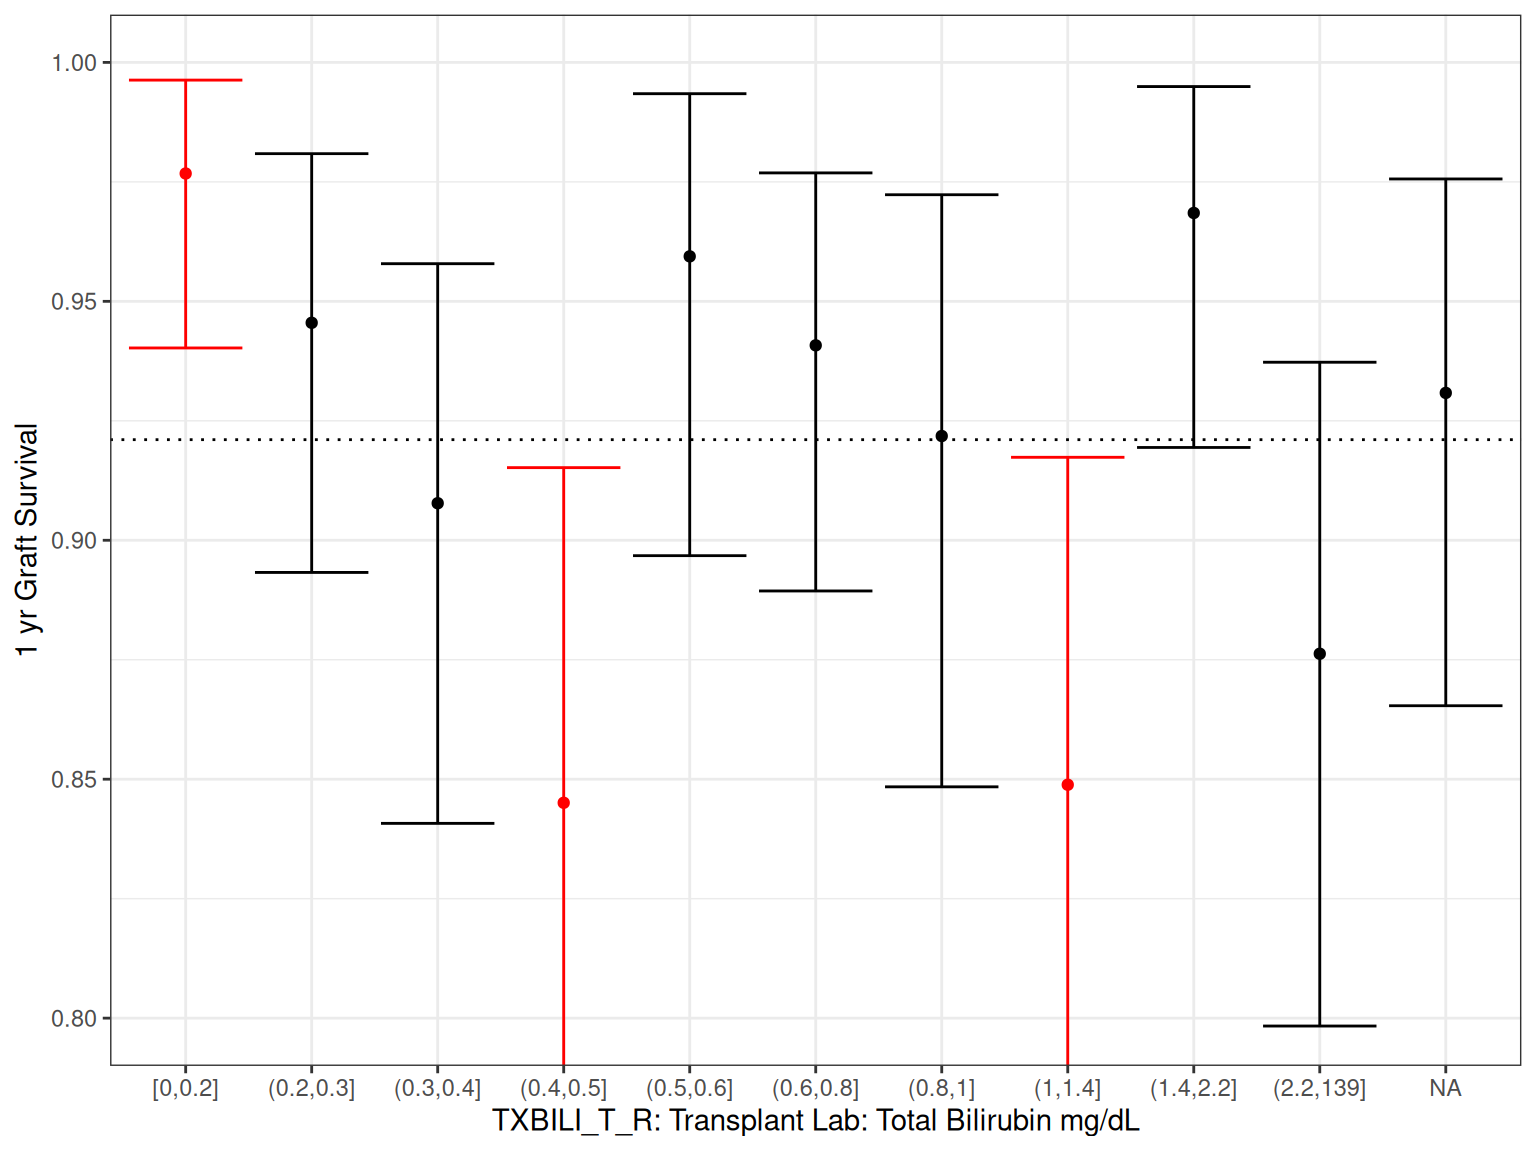 1.00
0.95
0.90
0.85
0.80
1 yr Graft Survival
[0,0.2] (0.2,0.3] (0.3,0.4] (0.4,0.5] (0.5,0.6] (0.6,0.8] (0.8,1] (1,1.4] (1.4,2.2] (2.2,139] NA
TXBILI_T_R: Transplant Lab: Total Bilirubin mg/dL